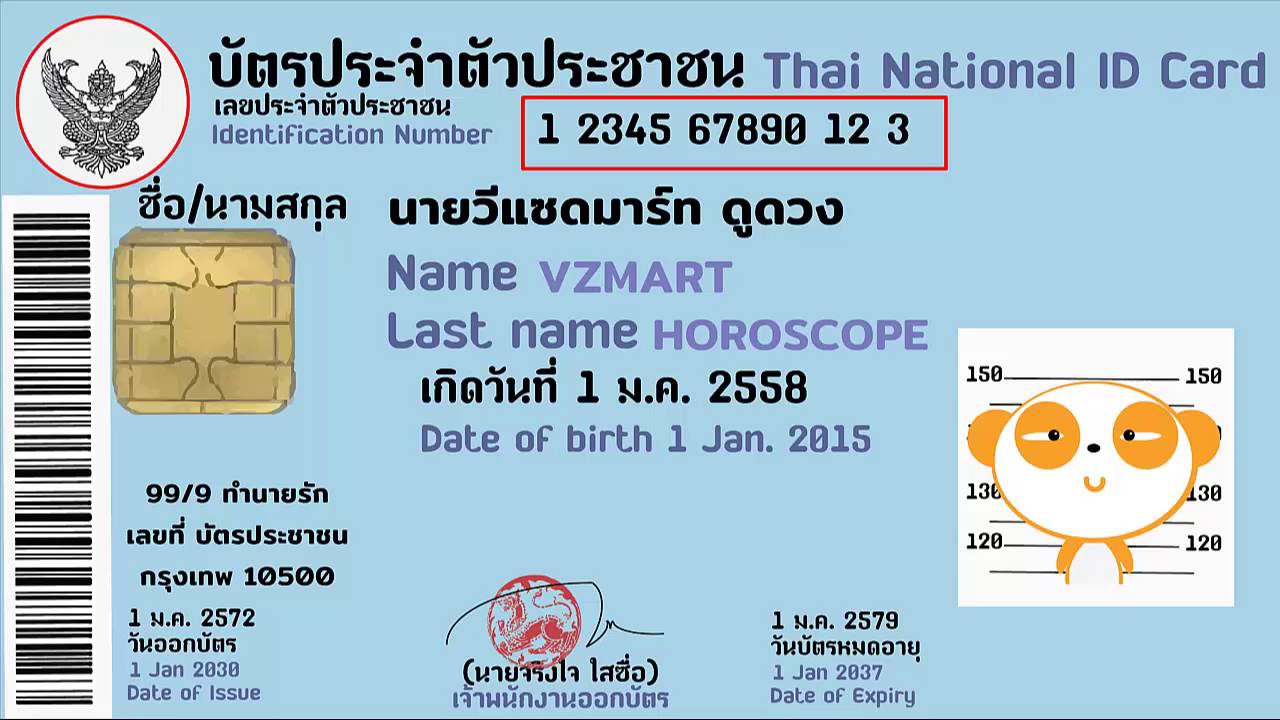 บัตรประจำตัวประชาชน Thai National ID Card
เลขประจำตัวประชาชน
Identification Number 1 2345 67890 12 3
ชื่อ/นามสกุล นายวีแซดมาร์ท ดูดวง
Name VZMART
Last name HOROSCOPE
เกิดวันที่ 1 ม.ค. 2558
Date of birth 1 Jan. 2015
150 150
130 130
120 120
99/9 ทำนายรัก
เลขที่ บัตรประชาชน
กรุงเทพ 10500
1 ม.ค. 2572
วันออกบัตร
1 Jan 2030
Date of Issue
(นายจริงใจ ใสซื่อ)
เจ้าพนักงานออกบัตร
1 ม.ค. 2579
วันบัตรหมดอายุ
1 Jan 2037
Date of Expiry